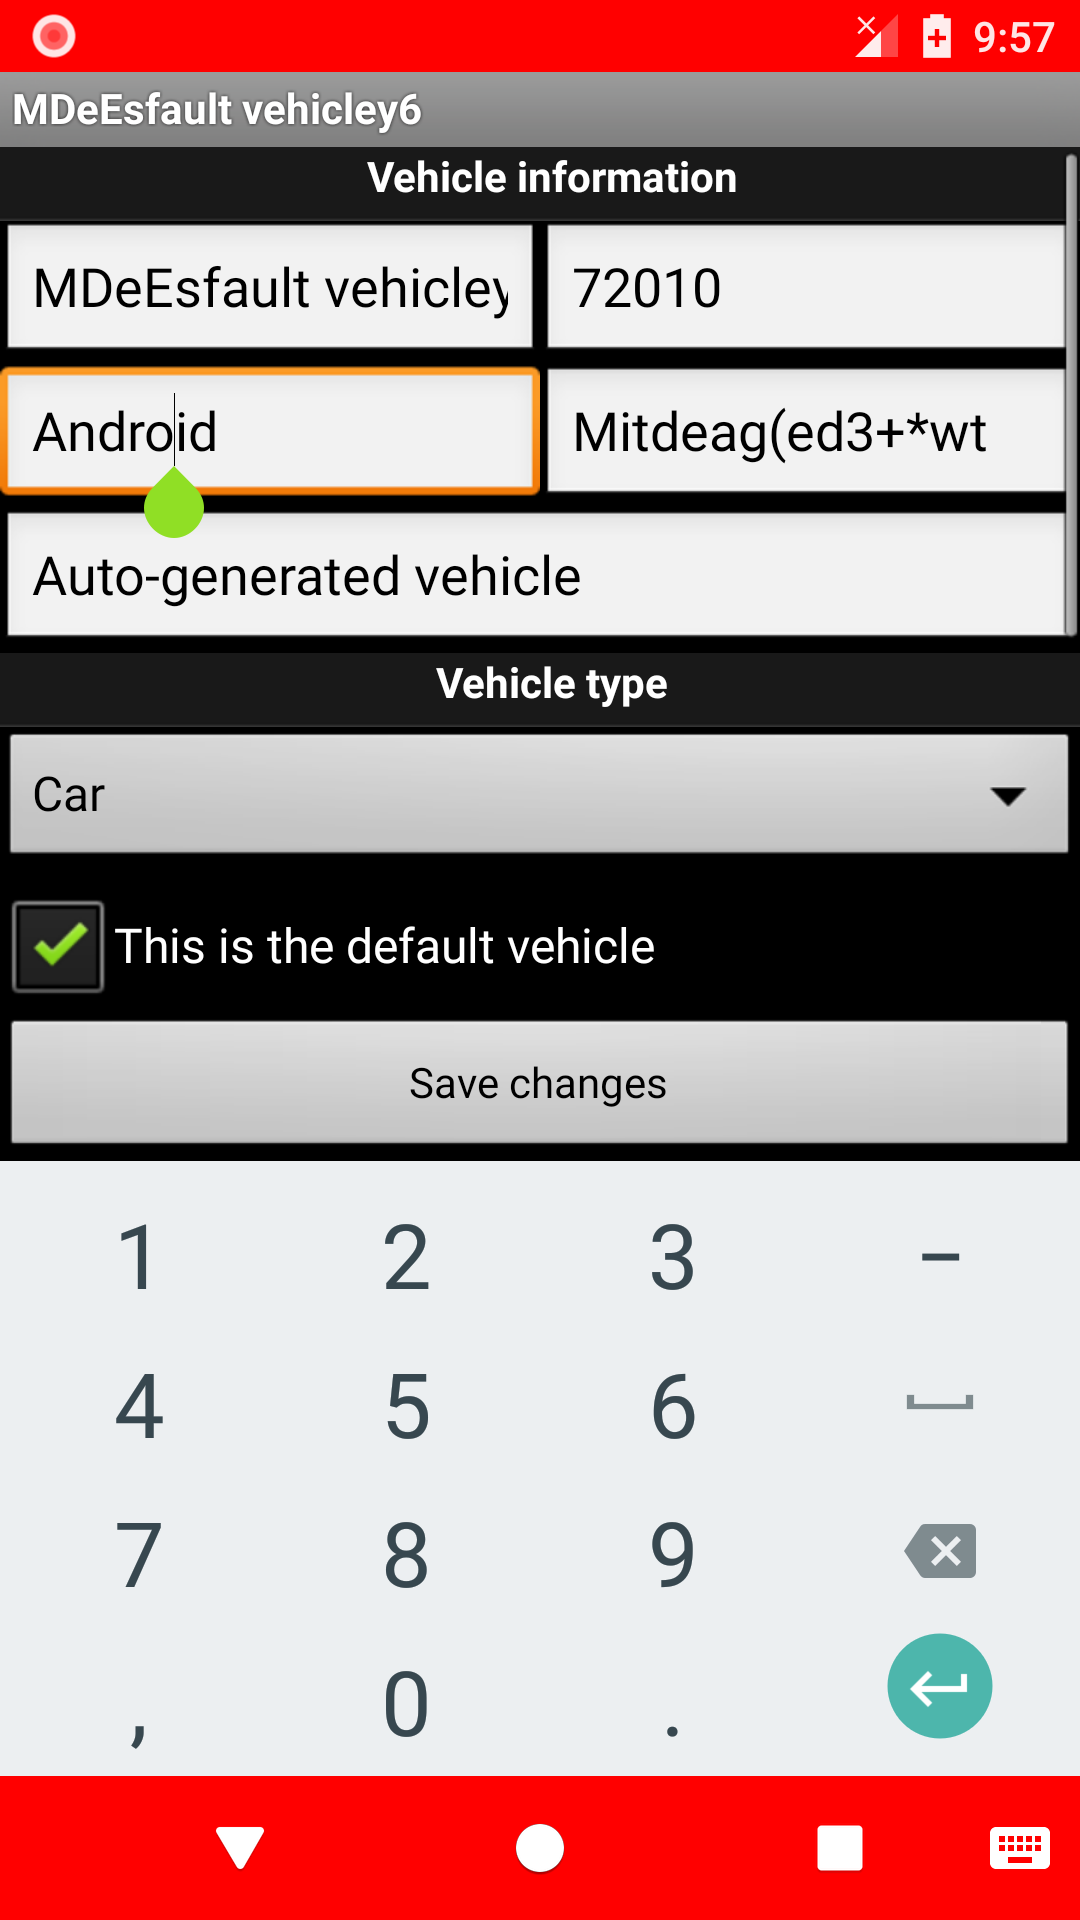 9:57
MDeEsfault vehicley6
Vehicle information
MDeEsfault vehicley
72010
Android
Mitdeag(ed3+*wt
Auto-generated vehicle
Vehicle type
Car
This is the default vehicle
Save changes
1 2 3 –
4 5 6
7 8 9
, 0 .